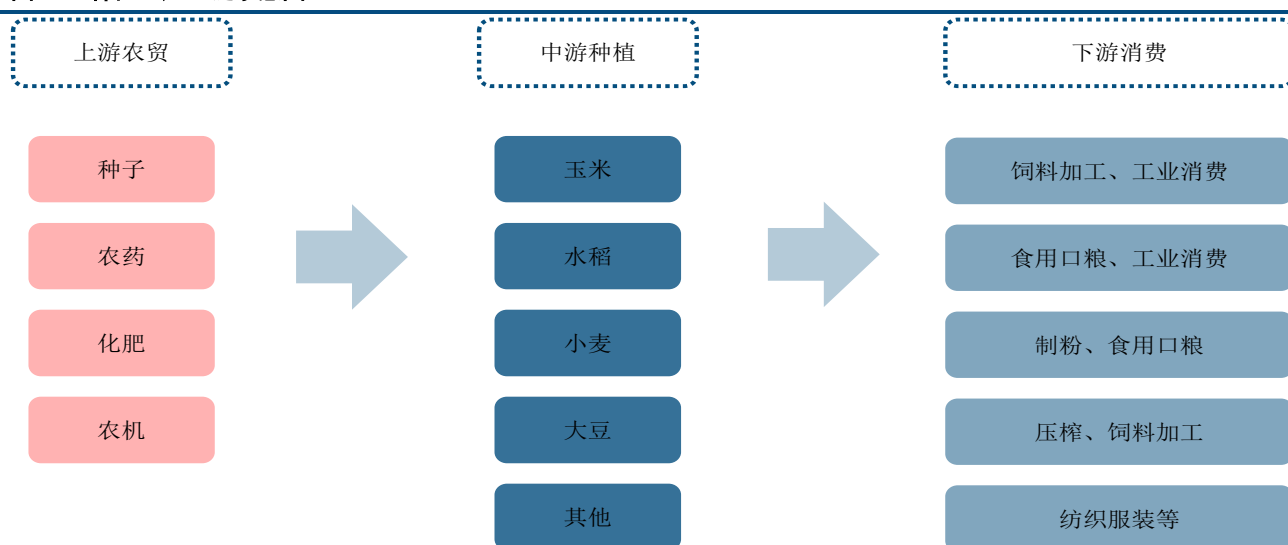 上游农贸
中游种植
下游消费
种子
玉米
饲料加工、工业消费
农药
水稻
食用口粮、工业消费
化肥
小麦
制粉、食用口粮
农机
大豆
压榨、饲料加工
其他
纺织服装等